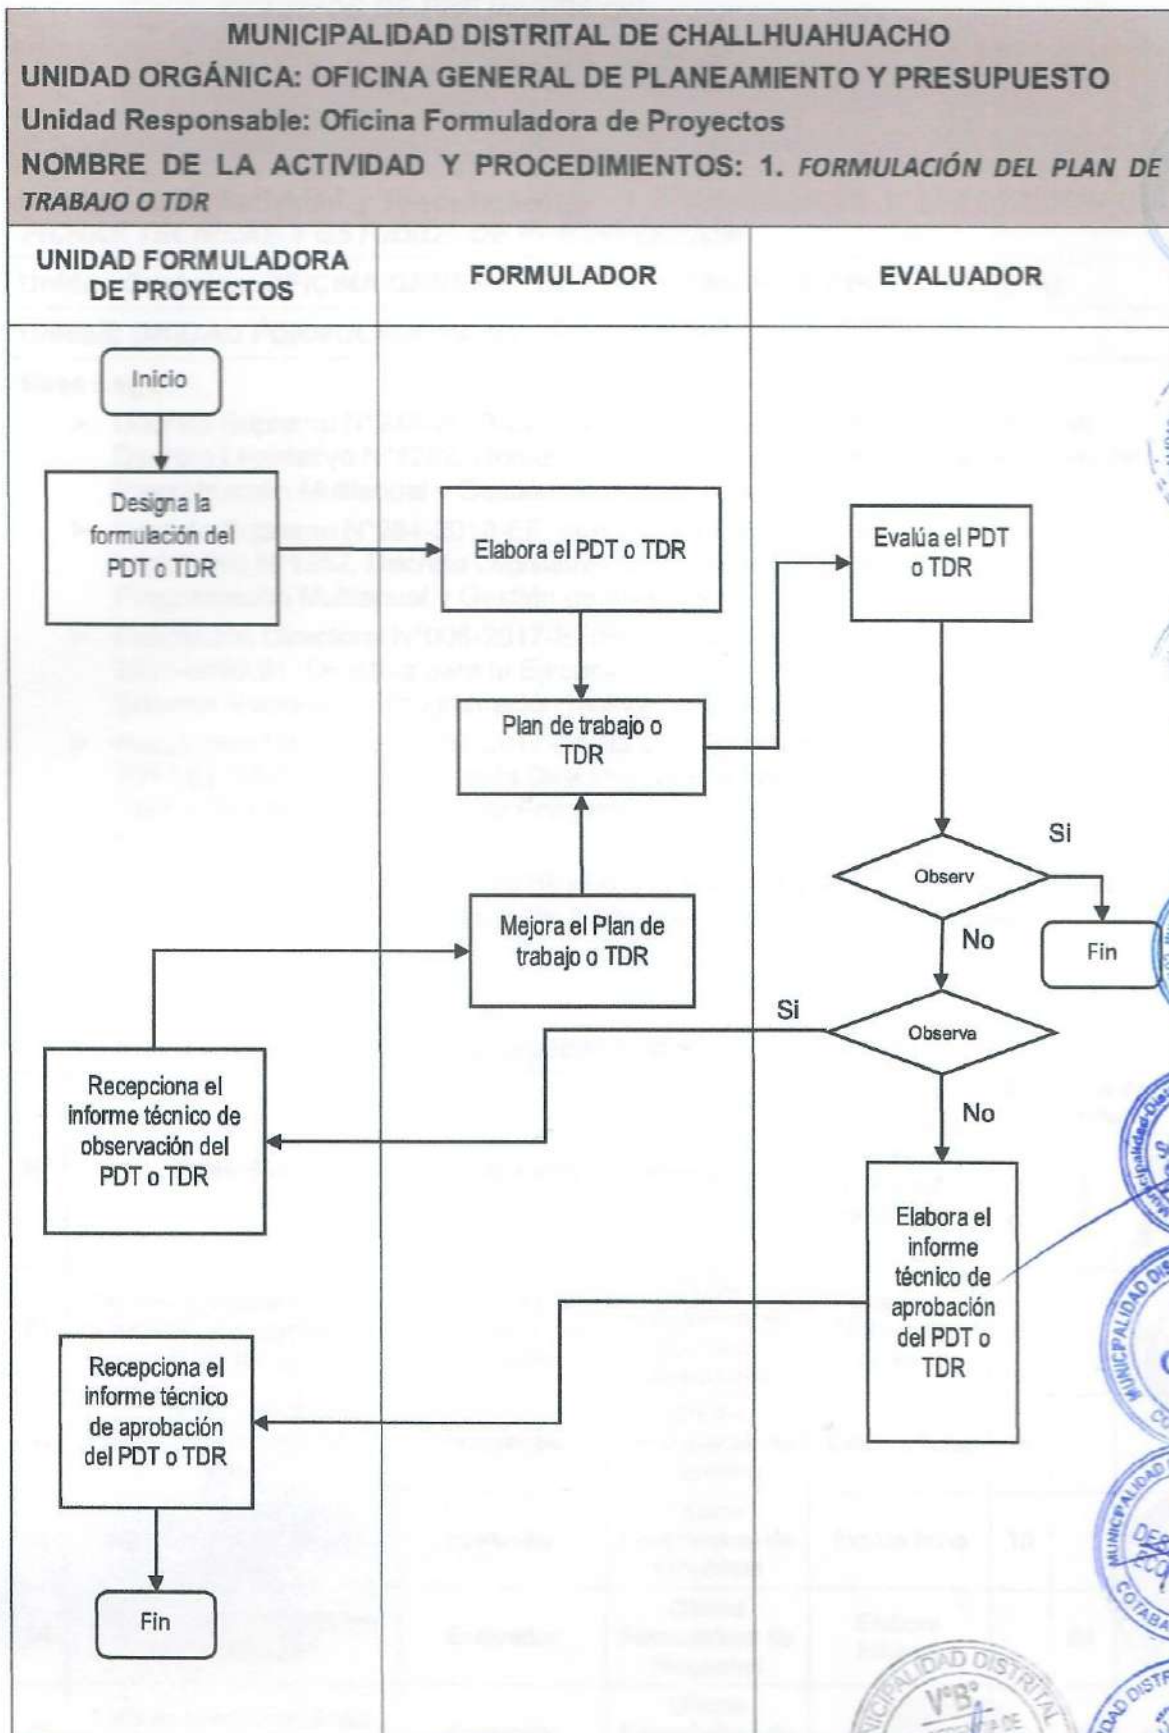 MUNICIPALIDAD DISTRITAL DE CHALLHUAHUACHO
UNIDAD ORGÁNICA: OFICINA GENERAL DE PLANEAMIENTO Y PRESUPUESTO
Unidad Responsable: Oficina Formuladora de Proyectos
NOMBRE DE LA ACTIVIDAD Y PROCEDIMIENTOS: 1. FORMULACIÓN DEL PLAN DE
TRABAJO O TDR
UNIDAD FORMULADORA
DE PROYECTOS
FORMULADOR
EVALUADOR
Inicio
Designa la
formulación del
PDT o TDR
Elabora el PDT o TDR
Evalúa el PDT
o TDR
Plan de trabajo o
TDR
Si
Observ
Mejora el Plan de
trabajo o TDR
No
Fin
Si
Observa
Recepciona el
informe técnico de
observación del
PDT o TDR
No
Elabora el
informe
técnico de
aprobación
del PDT o
TDR
Recepciona el
informe técnico
de aprobación
del PDT o TDR
Fin
MUNICIPALIDAD DIS
V°B°